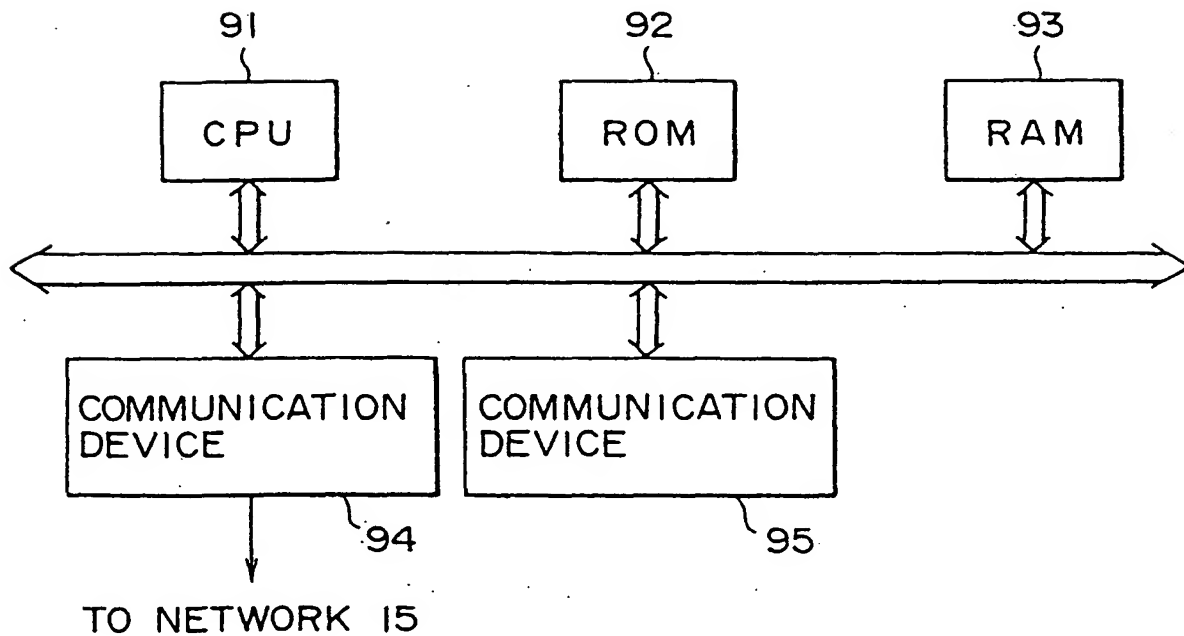 91
92
93
CPU
ROM
RAM
COMMUNICATION
DEVICE
COMMUNICATION
DEVICE
94
95
TO NETWORK 15